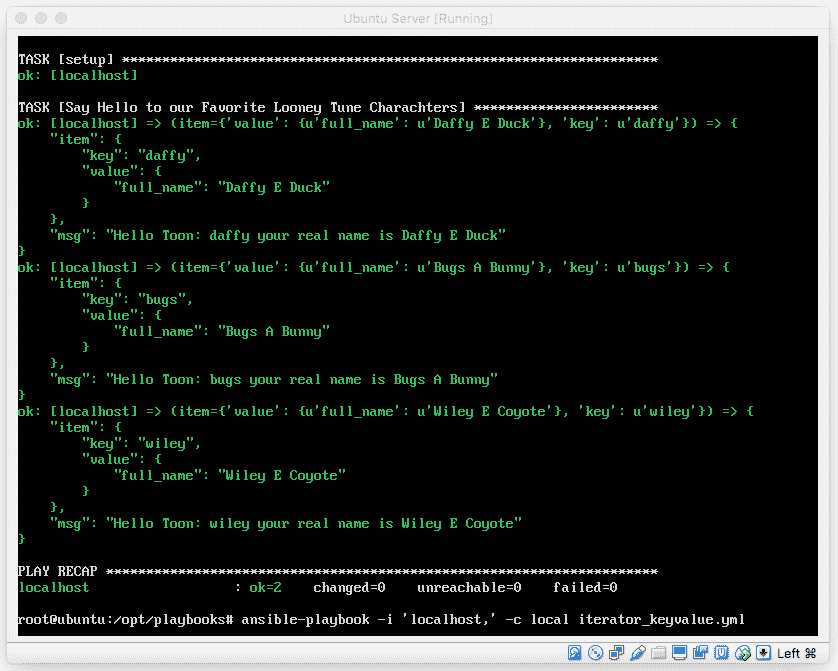 Ubuntu Server [Running]
TASK [setup] *******************************************************************
ok: [localhost]
TASK [Say Hello to our Favorite Looney Tune Charachters] ***********************
ok: [localhost] => (item={'value': {u'full_name': u'Daffy E Duck'}, 'key': u'daffy'}) => {
    "item": {
        "key": "daffy",
        "value": {
            "full_name": "Daffy E Duck"
        }
    },
    "msg": "Hello Toon: daffy your real name is Daffy E Duck"
}
ok: [localhost] => (item={'value': {u'full_name': u'Bugs A Bunny'}, 'key': u'bugs'}) => {
    "item": {
        "key": "bugs",
        "value": {
            "full_name": "Bugs A Bunny"
        }
    },
    "msg": "Hello Toon: bugs your real name is Bugs A Bunny"
}
ok: [localhost] => (item={'value': {u'full_name': u'Wiley E Coyote'}, 'key': u'wiley'}) => {
    "item": {
        "key": "wiley",
        "value": {
            "full_name": "Wiley E Coyote"
        }
    },
    "msg": "Hello Toon: wiley your real name is Wiley E Coyote"
}
PLAY RECAP *********************************************************************
localhost                  : ok=2    changed=0    unreachable=0    failed=0
root@ubuntu:/opt/playbooks# ansible-playbook -i 'localhost,' -c local iterator_keyvalue.yml
Left ⌘